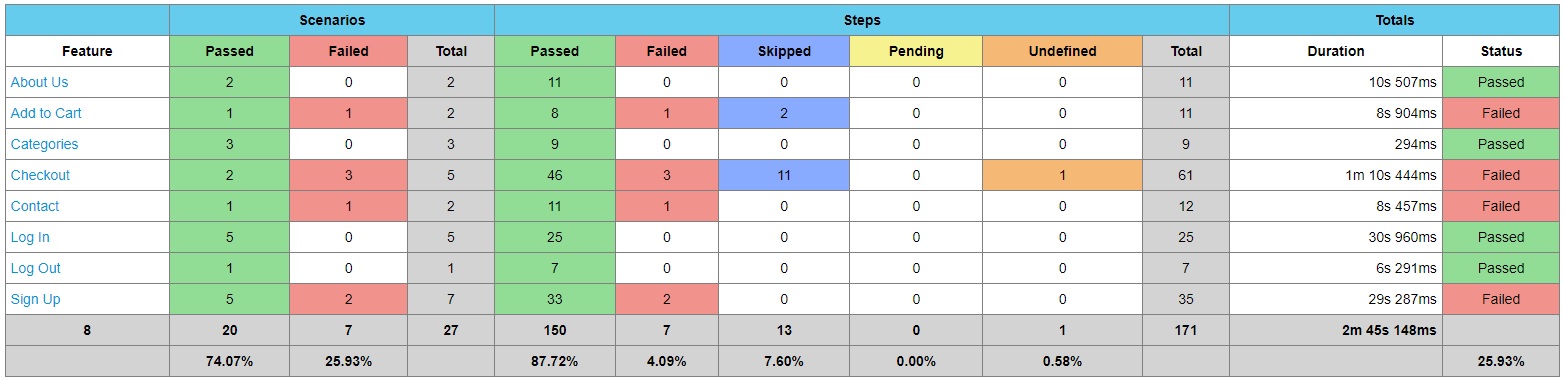 Scenarios Steps Totals
Feature Passed Failed Total Passed Failed Skipped Pending Undefined Total Duration Status
About Us 2 0 2 11 0 0 0 0 11 10s 507ms Passed
Add to Cart 1 1 2 8 1 2 0 0 11 8s 904ms Failed
Categories 3 0 3 9 0 0 0 0 9 294ms Passed
Checkout 2 3 5 46 3 11 0 1 61 1m 10s 444ms Failed
Contact 1 1 2 11 1 0 0 0 12 8s 457ms Failed
Log In 5 0 5 25 0 0 0 0 25 30s 960ms Passed
Log Out 1 0 1 7 0 0 0 0 7 6s 291ms Passed
Sign Up 5 2 7 33 2 0 0 0 35 29s 287ms Failed
8 20 7 27 150 7 13 0 1 171 2m 45s 148ms
74.07% 25.93% 87.72% 4.09% 7.60% 0.00% 0.58% 25.93%